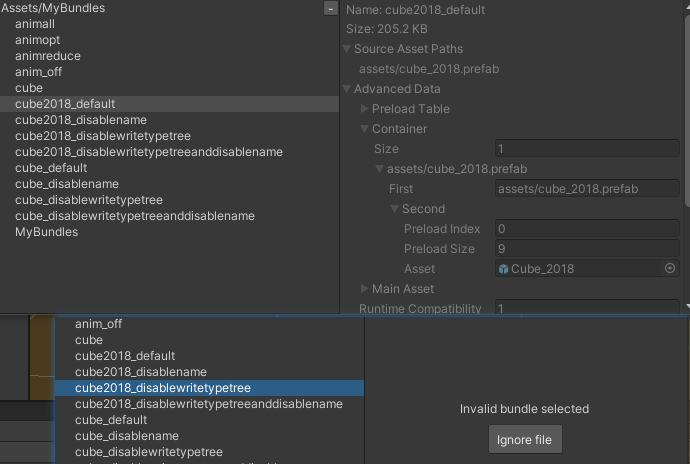 Assets/MyBundles
-
animall
animopt
animreduce
anim_off
cube
cube2018_default
cube2018_disablename
cube2018_disablewritetypetree
cube2018_disablewritetypetreeanddisablename
cube_default
cube_disablename
cube_disablewritetypetree
cube_disablewritetypetreeanddisablename
MyBundles
Name: cube2018_default
Size: 205.2 KB
Source Asset Paths
assets/cube_2018.prefab
Advanced Data
Preload Table
Container
Size 1
assets/cube_2018.prefab
First assets/cube_2018.prefab
Second
Preload Index 0
Preload Size 9
Asset Cube_2018
Main Asset
Runtime Compatibility 1
anim_off
cube
cube2018_default
cube2018_disablename
cube2018_disablewritetypetree
cube2018_disablewritetypetreeanddisablename
cube_default
cube_disablename
cube_disablewritetypetree
Invalid bundle selected
Ignore file